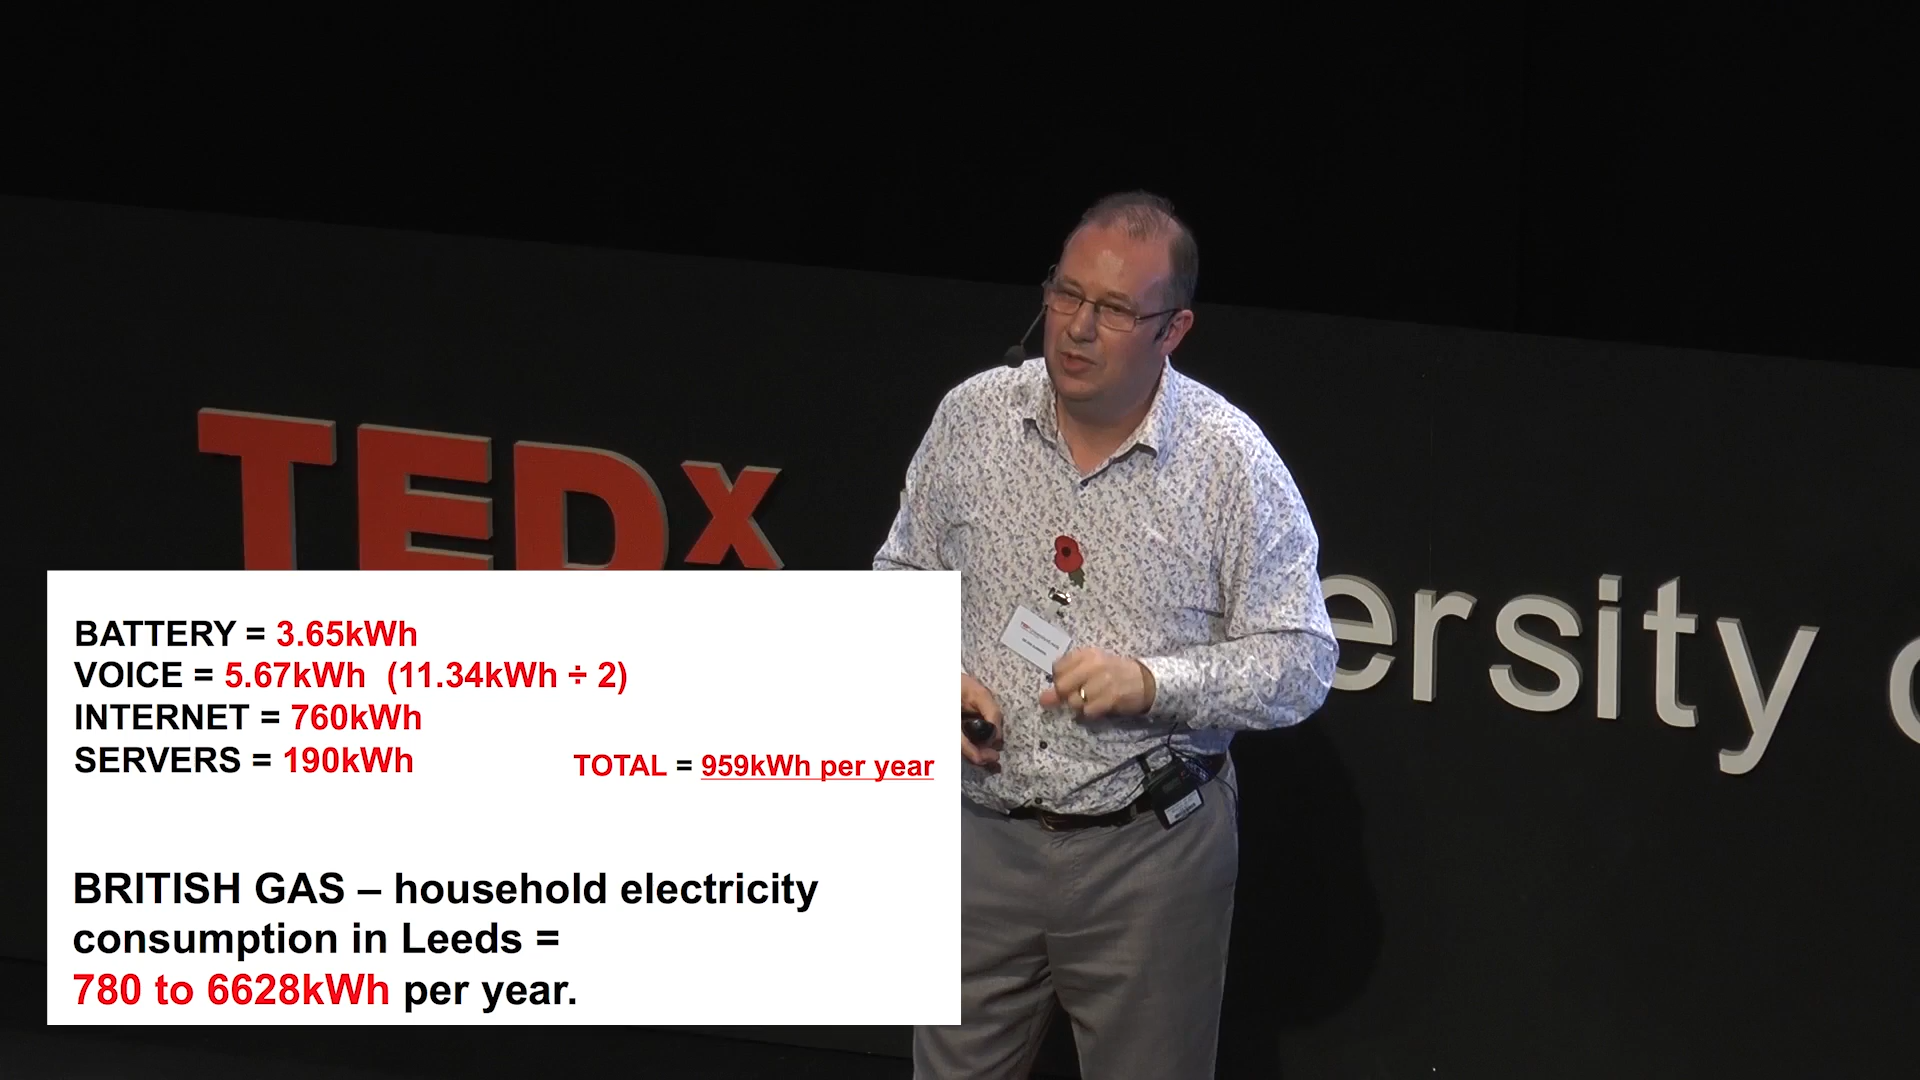 TEDx
ersity
BATTERY = 3.65kWh
VOICE = 5.67kWh (11.34kWh ÷ 2)
INTERNET = 760kWh
SERVERS = 190kWh
TOTAL = 959kWh per year
BRITISH GAS – household electricity
consumption in Leeds =
780 to 6628kWh per year.